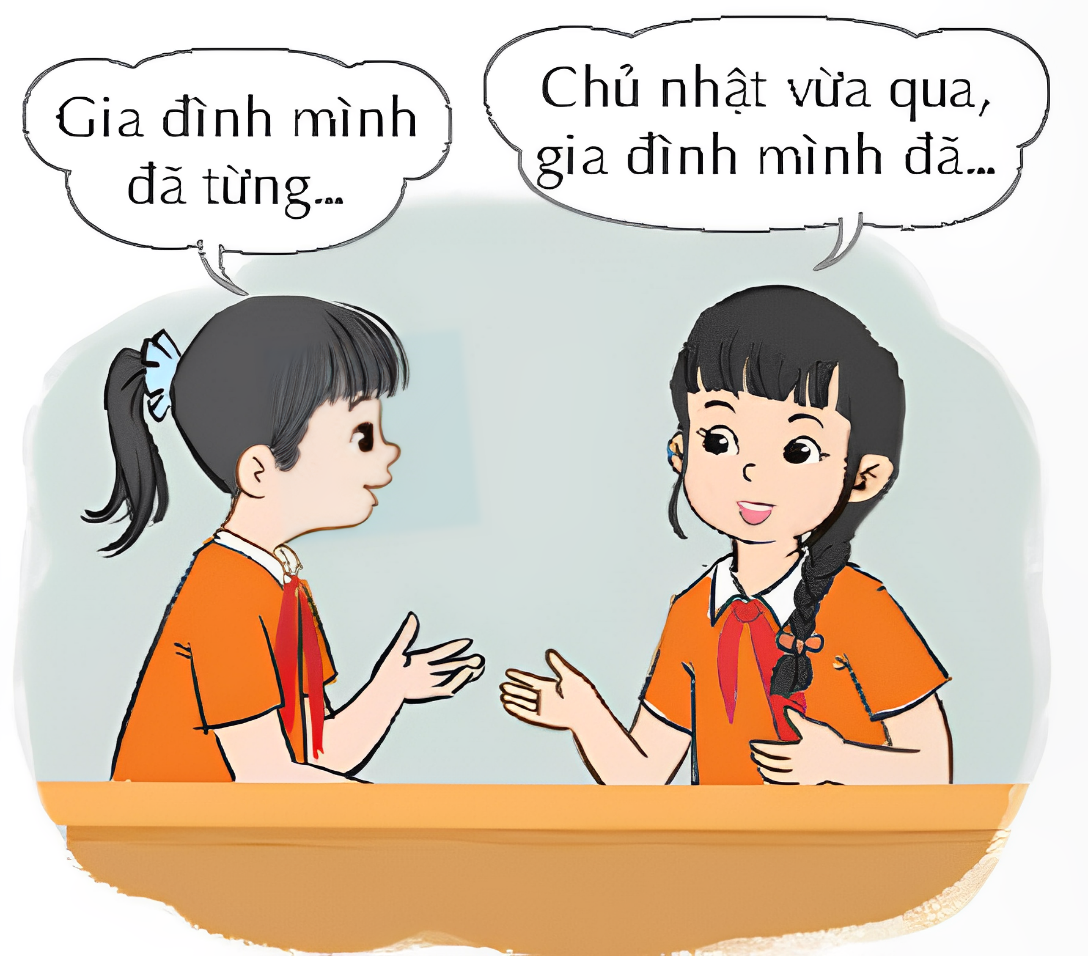 Gia đình mình
đã từng...
Chủ nhật vừa qua,
gia đình mình đã...